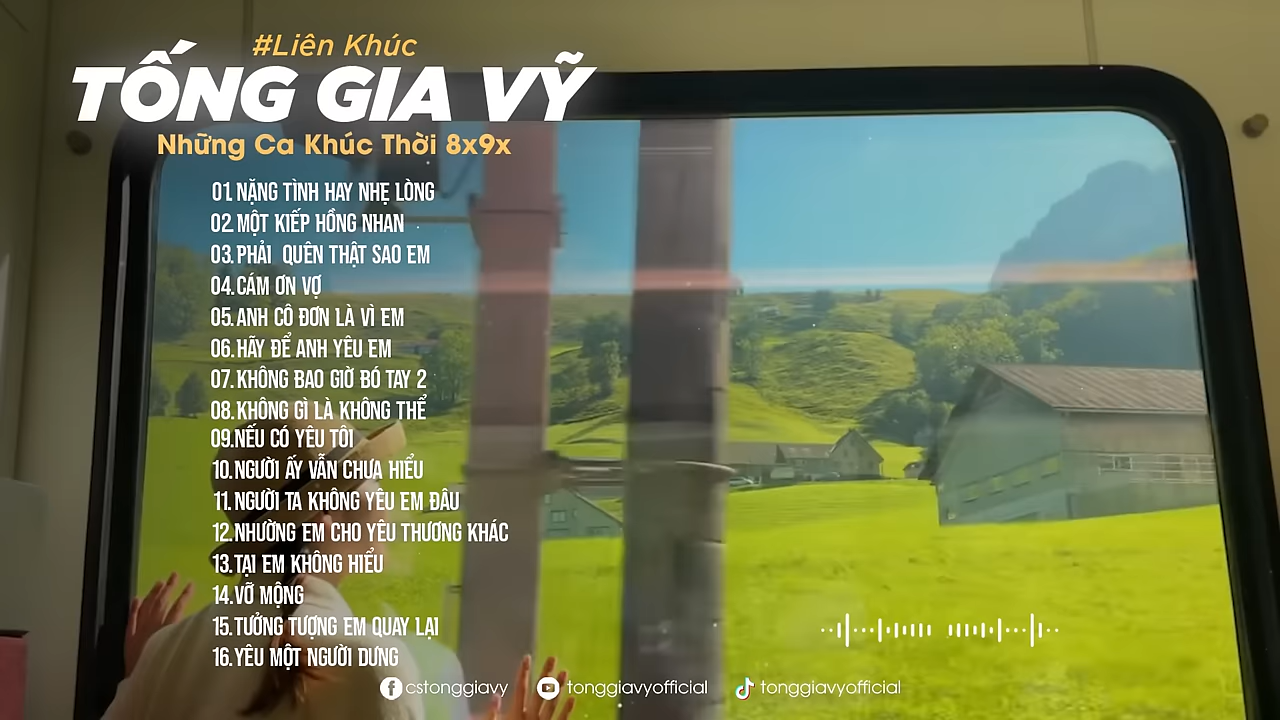 #Liên Khúc
TỐNG GIA VỸ
Những Ca Khúc Thời 8x9x
01.NẶNG TÌNH HAY NHẸ LÒNG
02.MỘT KIẾP HỒNG NHAN
03.PHẢI QUÊN THẬT SAO EM
04.CÁM ƠN VỢ
05.ANH CÔ ĐƠN LÀ VÌ EM
06.HÃY ĐỂ ANH YÊU EM
07.KHÔNG BAO GIỜ BÓ TAY 2
08.KHÔNG GÌ LÀ KHÔNG THỂ
09.NẾU CÓ YÊU TÔI
10.NGƯỜI ẤY VẪN CHƯA HIỂU
11.NGƯỜI TA KHÔNG YÊU EM ĐÂU
12.NHƯỜNG EM CHO YÊU THƯƠNG KHÁC
13.TẠI EM KHÔNG HIỂU
14.VỠ MỘNG
15.TƯỞNG TƯỢNG EM QUAY LẠI
16.YÊU MỘT NGƯỜI DƯNG
cstonggiavy tonggiavyofficial tonggiavyofficial